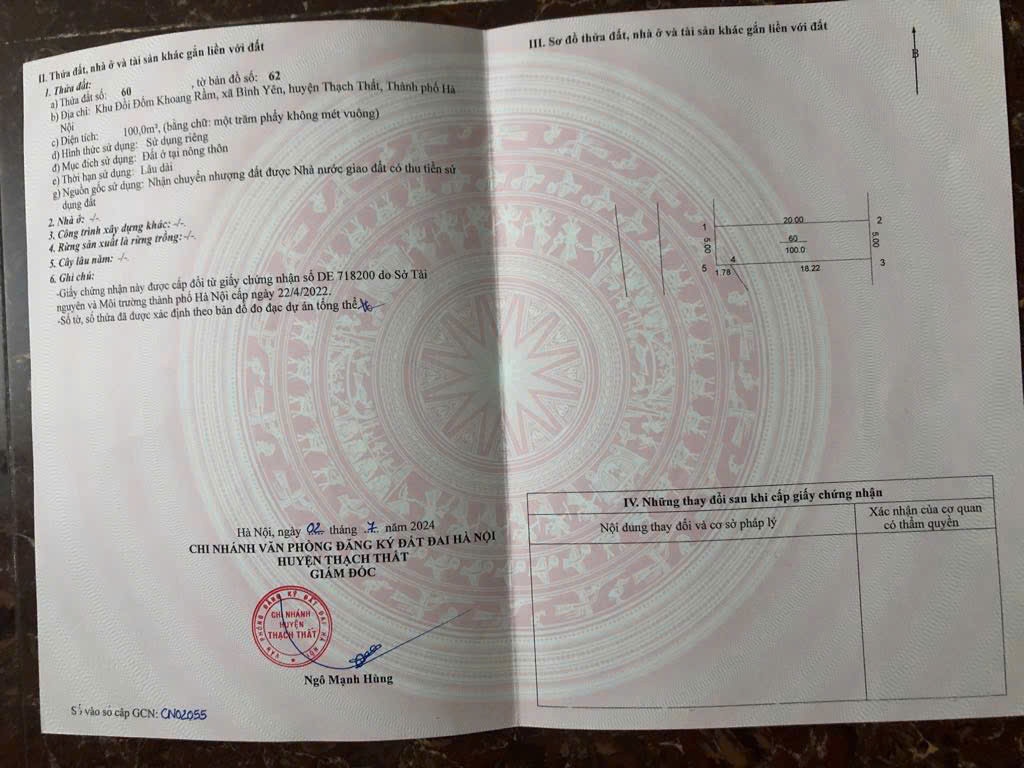 II. Thửa đất, nhà ở và tài sản khác gắn liền với đất
1. Thửa đất:
a) Thửa đất số: 60 , tờ bản đồ số: 62
b) Địa chỉ: Khu Đồi Đốm Khoang Rầm, xã Bình Yên, huyện Thạch Thất, Thành phố Hà
Nội
c) Diện tích: 100,0m², (bằng chữ: một trăm phẩy không mét vuông)
d) Hình thức sử dụng: Sử dụng riêng
đ) Mục đích sử dụng: Đất ở tại nông thôn
e) Thời hạn sử dụng: Lâu dài
g) Nguồn gốc sử dụng: Nhận chuyển nhượng đất được Nhà nước giao đất có thu tiền sử
dụng đất
2. Nhà ở: -/-.
3. Công trình xây dựng khác: -/-.
4. Rừng sản xuất là rừng trồng: -/-.
5. Cây lâu năm: -/-.
6. Ghi chú:
-Giấy chứng nhận này được cấp đổi từ giấy chứng nhận số DE 718200 do Sở Tài
nguyên và Môi trường thành phố Hà Nội cấp ngày 22/4/2022.
-Số tờ, số thửa đã được xác định theo bản đồ đo đạc dự án tổng thể.
Hà Nội, ngày 02 tháng 7 năm 2024
CHI NHÁNH VĂN PHÒNG ĐĂNG KÝ ĐẤT ĐAI HÀ NỘI
HUYỆN THẠCH THẤT
GIÁM ĐỐC
VĂN PHÒNG ĐĂNG KÝ ĐẤT ĐAI HÀ NỘI
CHI NHÁNH
HUYỆN
THẠCH THẤT
Ngô Mạnh Hùng
Số vào sổ cấp GCN: CN02055
III. Sơ đồ thửa đất, nhà ở và tài sản khác gắn liền với đất
B
1
20.00
2
5.00
60
100.0
5.00
5
1.78
4
18.22
3
IV. Những thay đổi sau khi cấp giấy chứng nhận
Nội dung thay đổi và cơ sở pháp lý
Xác nhận của cơ quan
có thẩm quyền